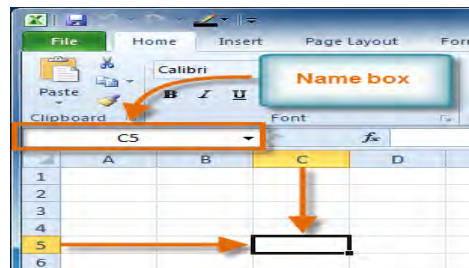 File Home Insert Page Layout For
Calibri
Name box
Paste
B I U
Clipboard Font
C5 fx
A B C D
1
2
3
4
5
6